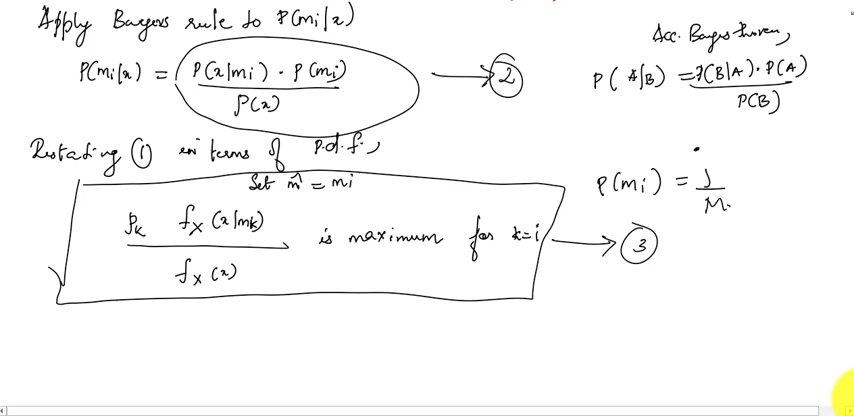 Apply Bayes rule to P(mi/x)
P(mi/x) = P(x/mi) . P(mi) / P(x) → 2
Acc. Bayes theorem,
P(A/B) = P(B/A) . P(A) / P(B)
Restating 1 in terms of p.d.f,
Set m̂ = mi
Pk fX(x/mk) / fX(x) is maximum for k=i → 3
P(mi) = 1 / M.